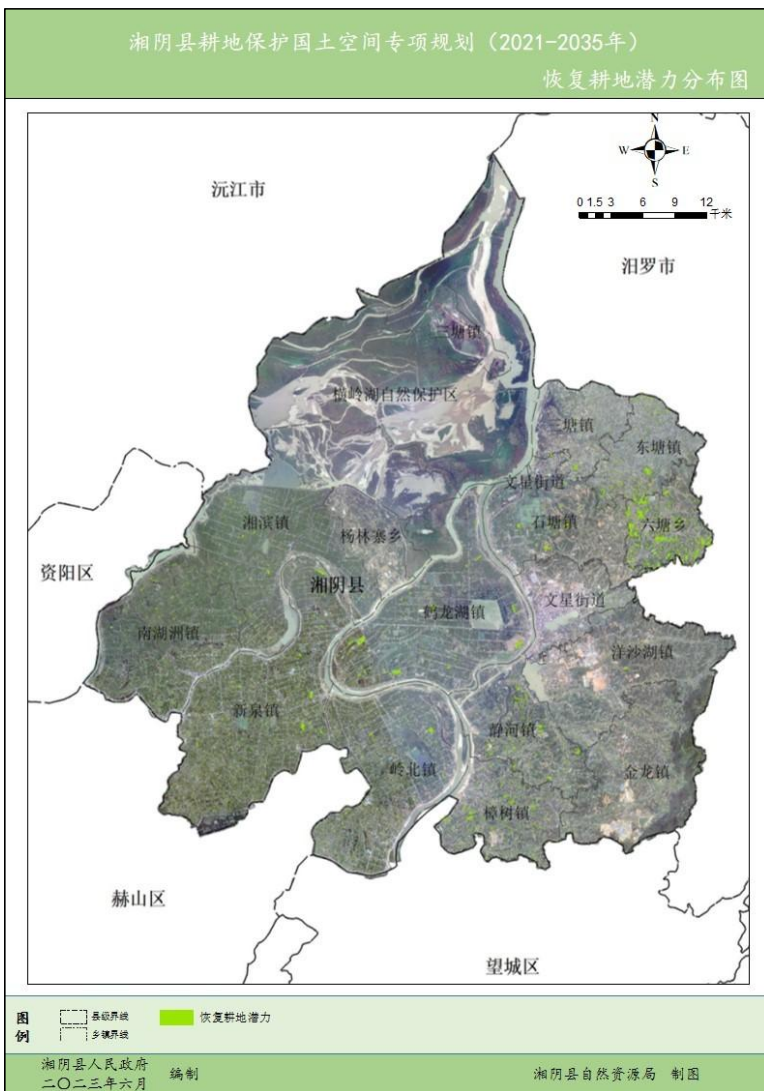 湘阴县耕地保护国土空间专项规划（2021-2035年）
恢复耕地潜力分布图
N
W E
S
0 1.5 3 6 9 12
千米
沅江市
汨罗市
三塘镇
横岭湖自然保护区
三塘镇
东塘镇
文星街道
石塘镇
六塘乡
湘滨镇
杨林寨乡
资阳区
湘阴县
鹤龙湖镇
文星街道
南湖洲镇
洋沙湖镇
新泉镇
静河镇
岭北镇
金龙镇
樟树镇
赫山区
望城区
图例
县级界线
乡镇界线
恢复耕地潜力
湘阴县人民政府
二〇二三年六月
编制
湘阴县自然资源局 制图